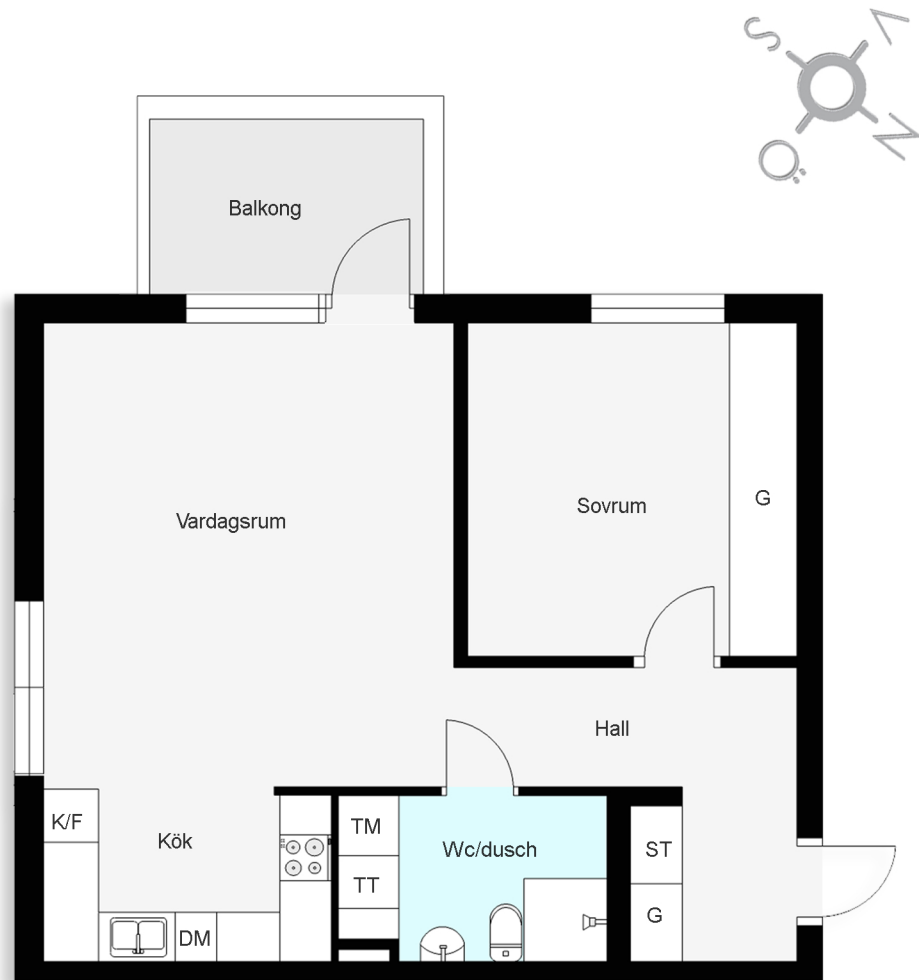 S
V
N
Ö
Balkong
Vardagsrum
Sovrum
G
Hall
K/F
Kök
TM
Wc/dusch
ST
TT
G
DM